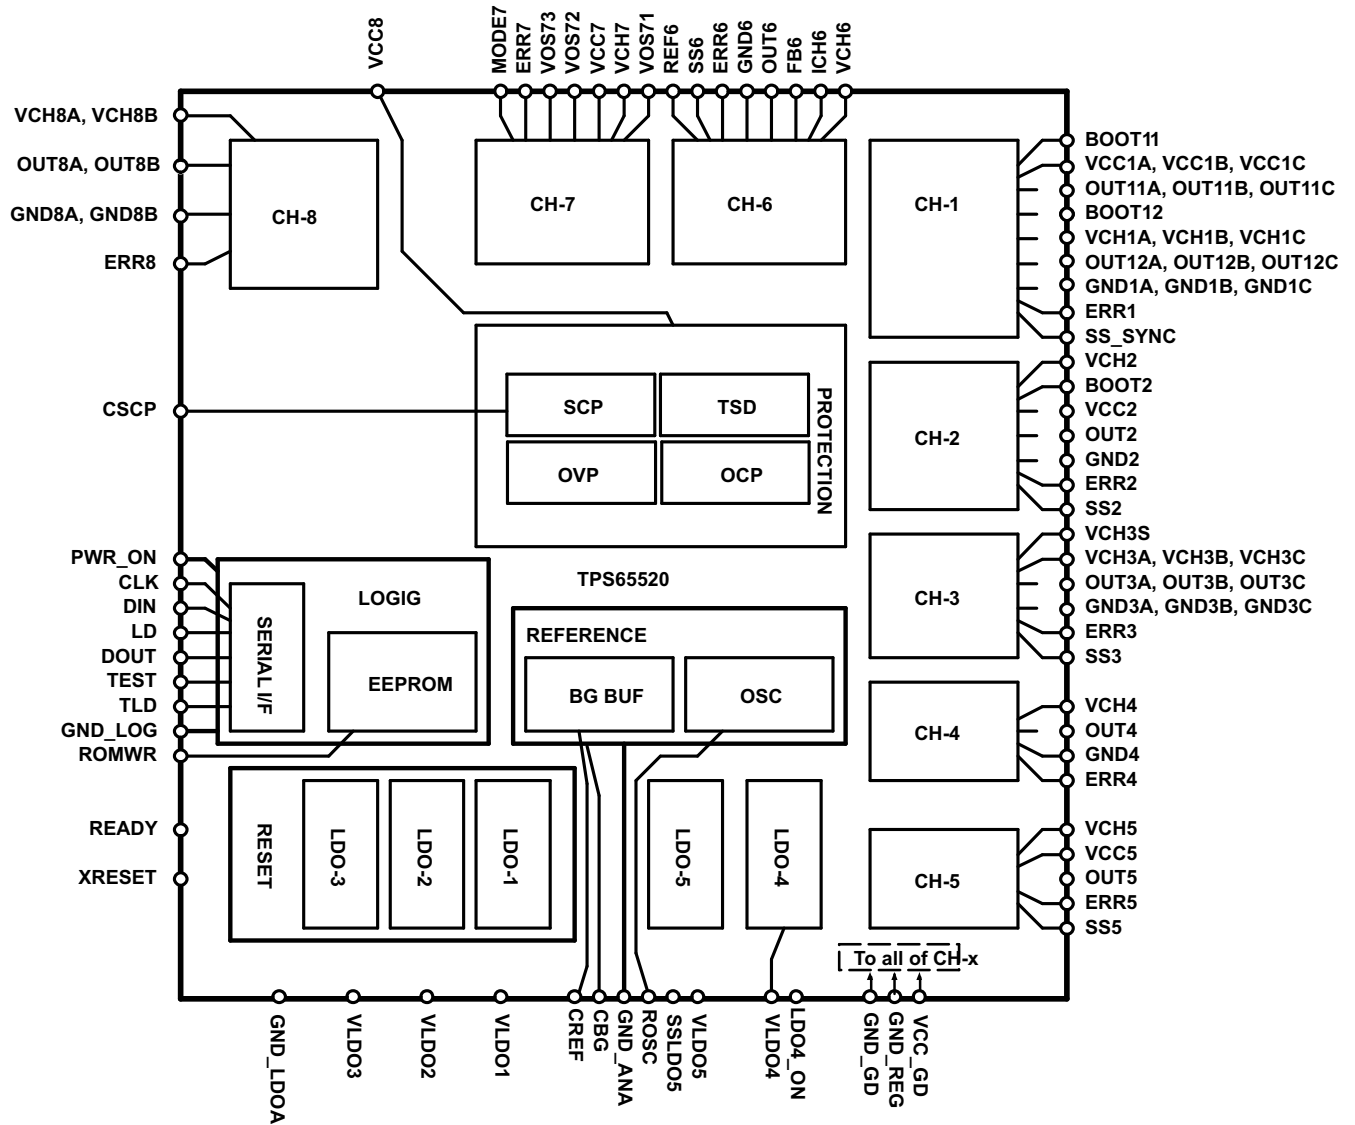 VCC8
MODE7
ERR7
VOS73
VOS72
VCC7
VCH7
VOS71
REF6
SS6
ERR6
GND6
OUT6
FB6
ICH6
VCH6
VCH8A, VCH8B
OUT8A, OUT8B
GND8A, GND8B
ERR8
CSCP
PWR_ON
CLK
DIN
LD
DOUT
TEST
TLD
GND_LOG
ROMWR
READY
XRESET
CH-8
CH-7
CH-6
CH-1
SCP
TSD
OVP
OCP
PROTECTION
CH-2
TPS65520
LOGIG
SERIAL I/F
EEPROM
REFERENCE
BG BUF
OSC
CH-3
CH-4
RESET
LDO-3
LDO-2
LDO-1
LDO-5
LDO-4
CH-5
To all of CH-x
BOOT11
VCC1A, VCC1B, VCC1C
OUT11A, OUT11B, OUT11C
BOOT12
VCH1A, VCH1B, VCH1C
OUT12A, OUT12B, OUT12C
GND1A, GND1B, GND1C
ERR1
SS_SYNC
VCH2
BOOT2
VCC2
OUT2
GND2
ERR2
SS2
VCH3S
VCH3A, VCH3B, VCH3C
OUT3A, OUT3B, OUT3C
GND3A, GND3B, GND3C
ERR3
SS3
VCH4
OUT4
GND4
ERR4
VCH5
VCC5
OUT5
ERR5
SS5
GND_LDOA
VLDO3
VLDO2
VLDO1
CREF
CBG
GND_ANA
ROSC
SSLDO5
VLDO5
VLDO4
LDO4_ON
GND_GD
GND_REG
VCC_GD